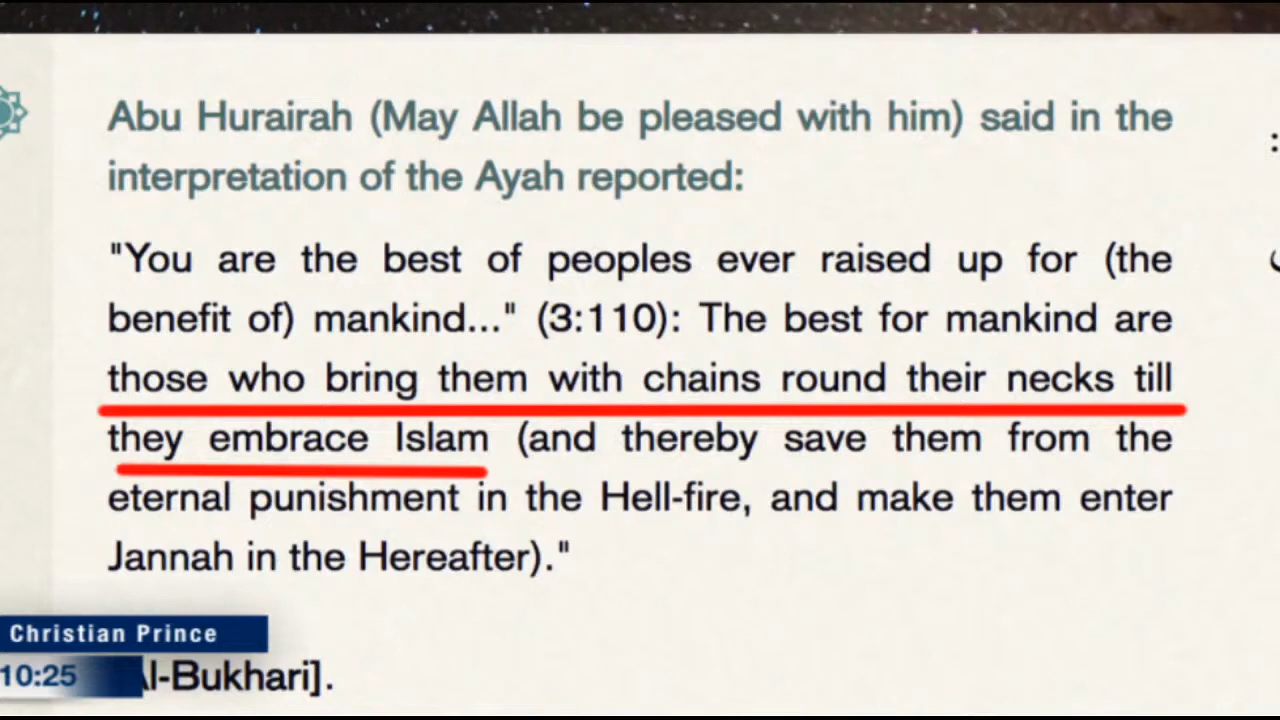 Abu Hurairah (May Allah be pleased with him) said in the
interpretation of the Ayah reported:
"You are the best of peoples ever raised up for (the
benefit of) mankind..." (3:110): The best for mankind are
those who bring them with chains round their necks till
they embrace Islam (and thereby save them from the
eternal punishment in the Hell-fire, and make them enter
Jannah in the Hereafter)."
Christian Prince
10:25
Al-Bukhari].